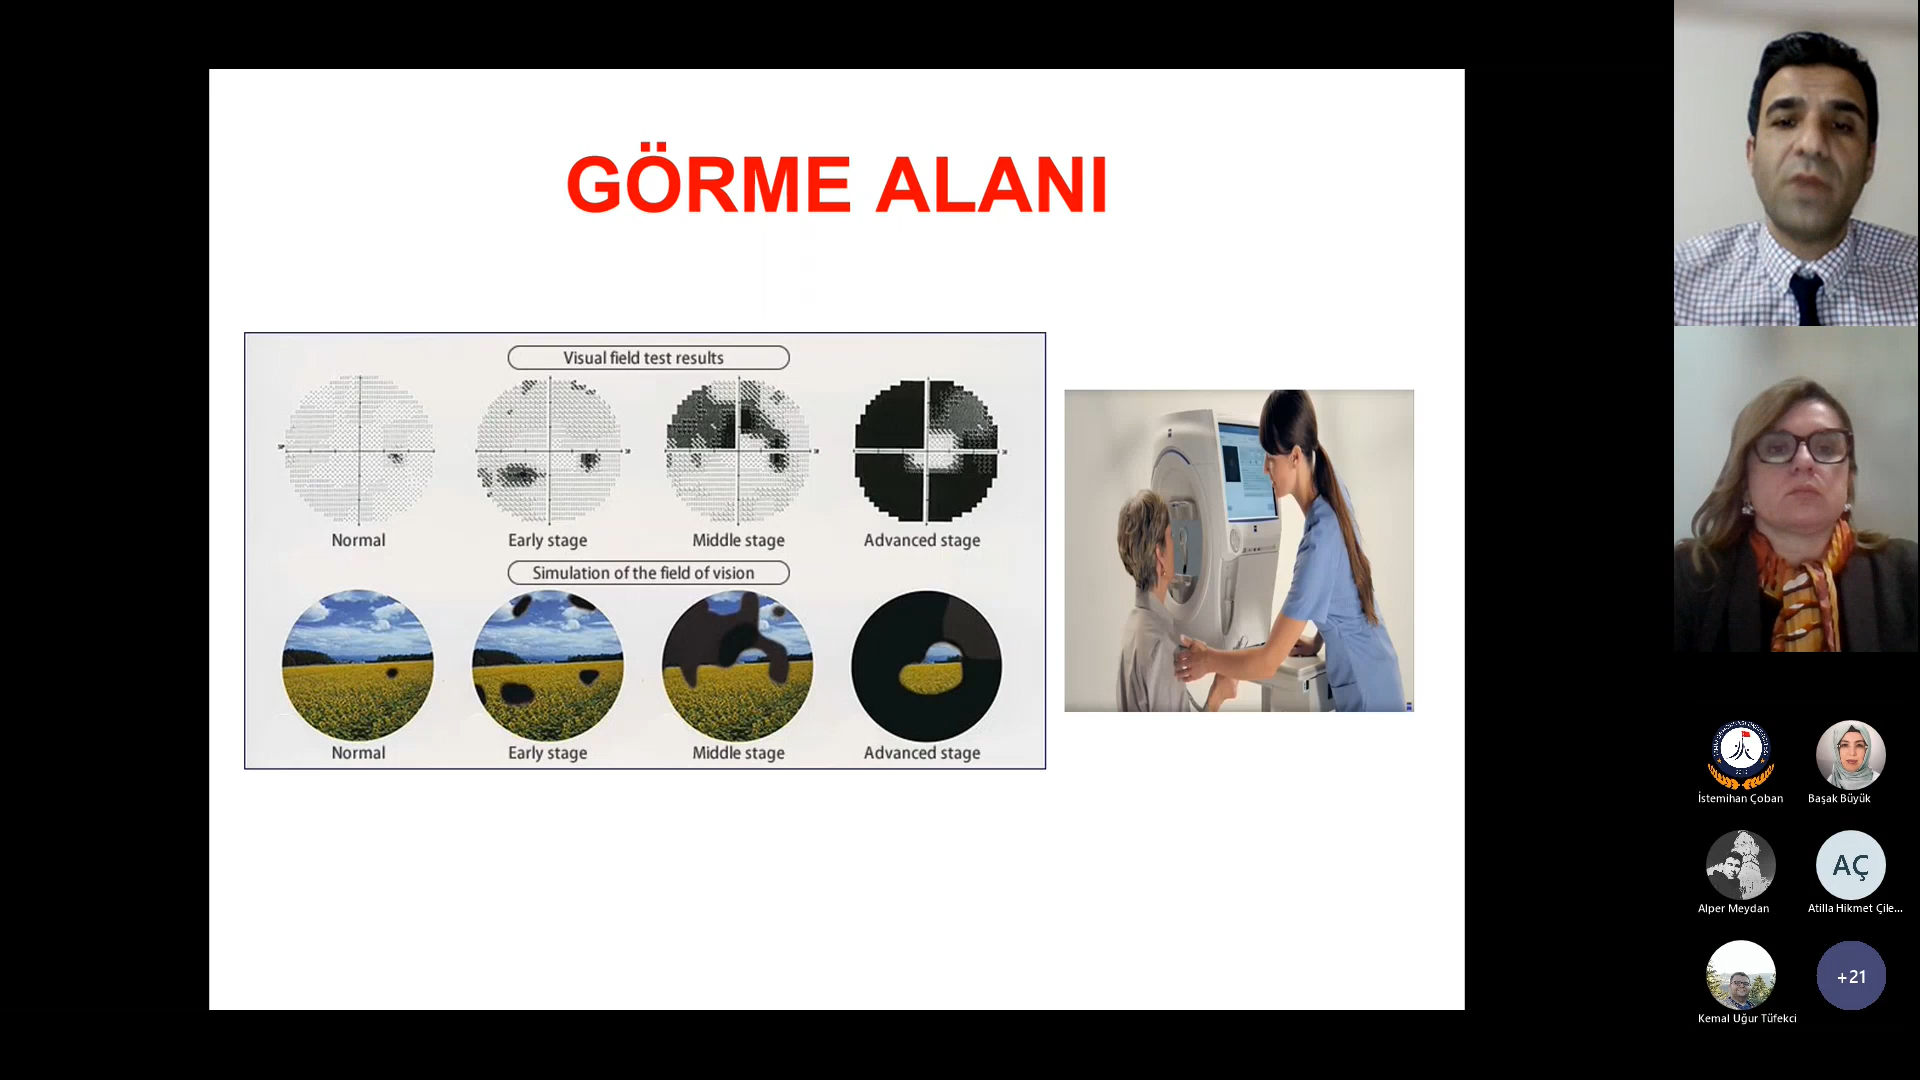 GÖRME ALANI
Visual field test results
Normal
Early stage
Middle stage
Advanced stage
Simulation of the field of vision
Normal
Early stage
Middle stage
Advanced stage
İstemihan Çoban
Başak Büyük
Alper Meydan
AÇ
Atilla Hikmet Çile...
Kemal Uğur Tüfekci
+21